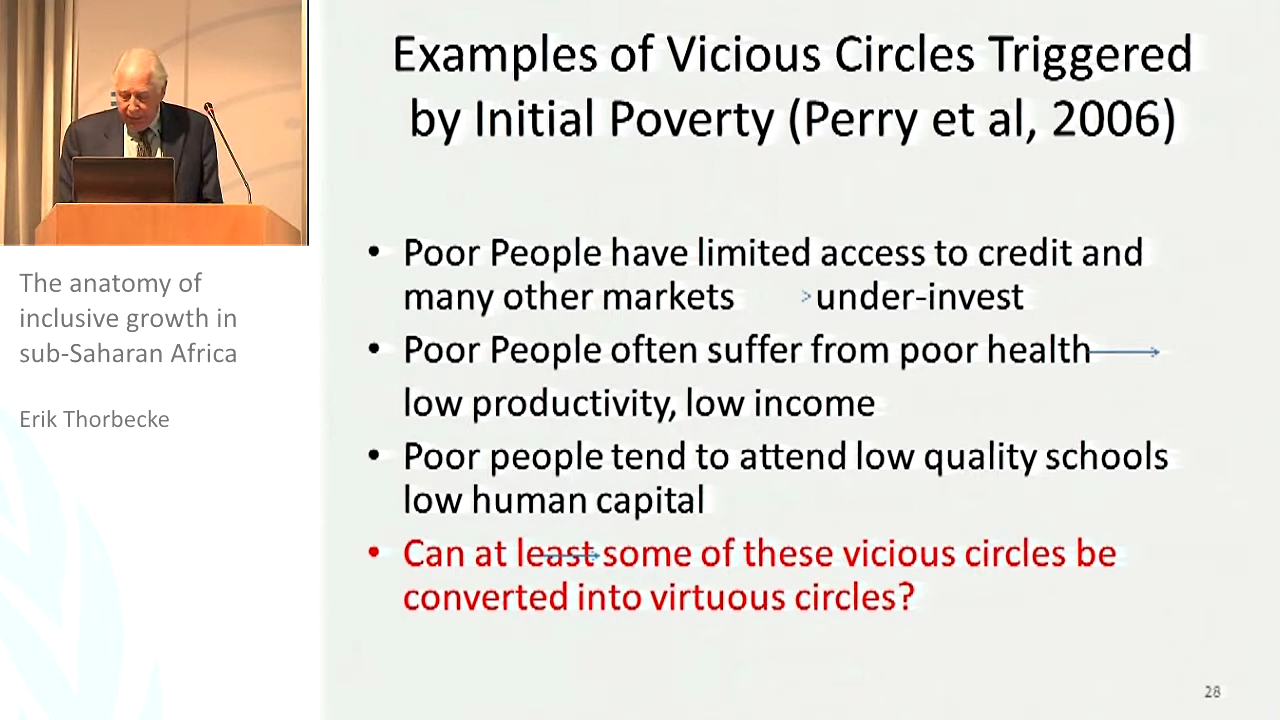 The anatomy of
inclusive growth in
sub-Saharan Africa
Erik Thorbecke
Examples of Vicious Circles Triggered
by Initial Poverty (Perry et al, 2006)
• Poor People have limited access to credit and
many other markets under-invest
• Poor People often suffer from poor health
low productivity, low income
• Poor people tend to attend low quality schools
low human capital
• Can at least some of these vicious circles be
converted into virtuous circles?
28